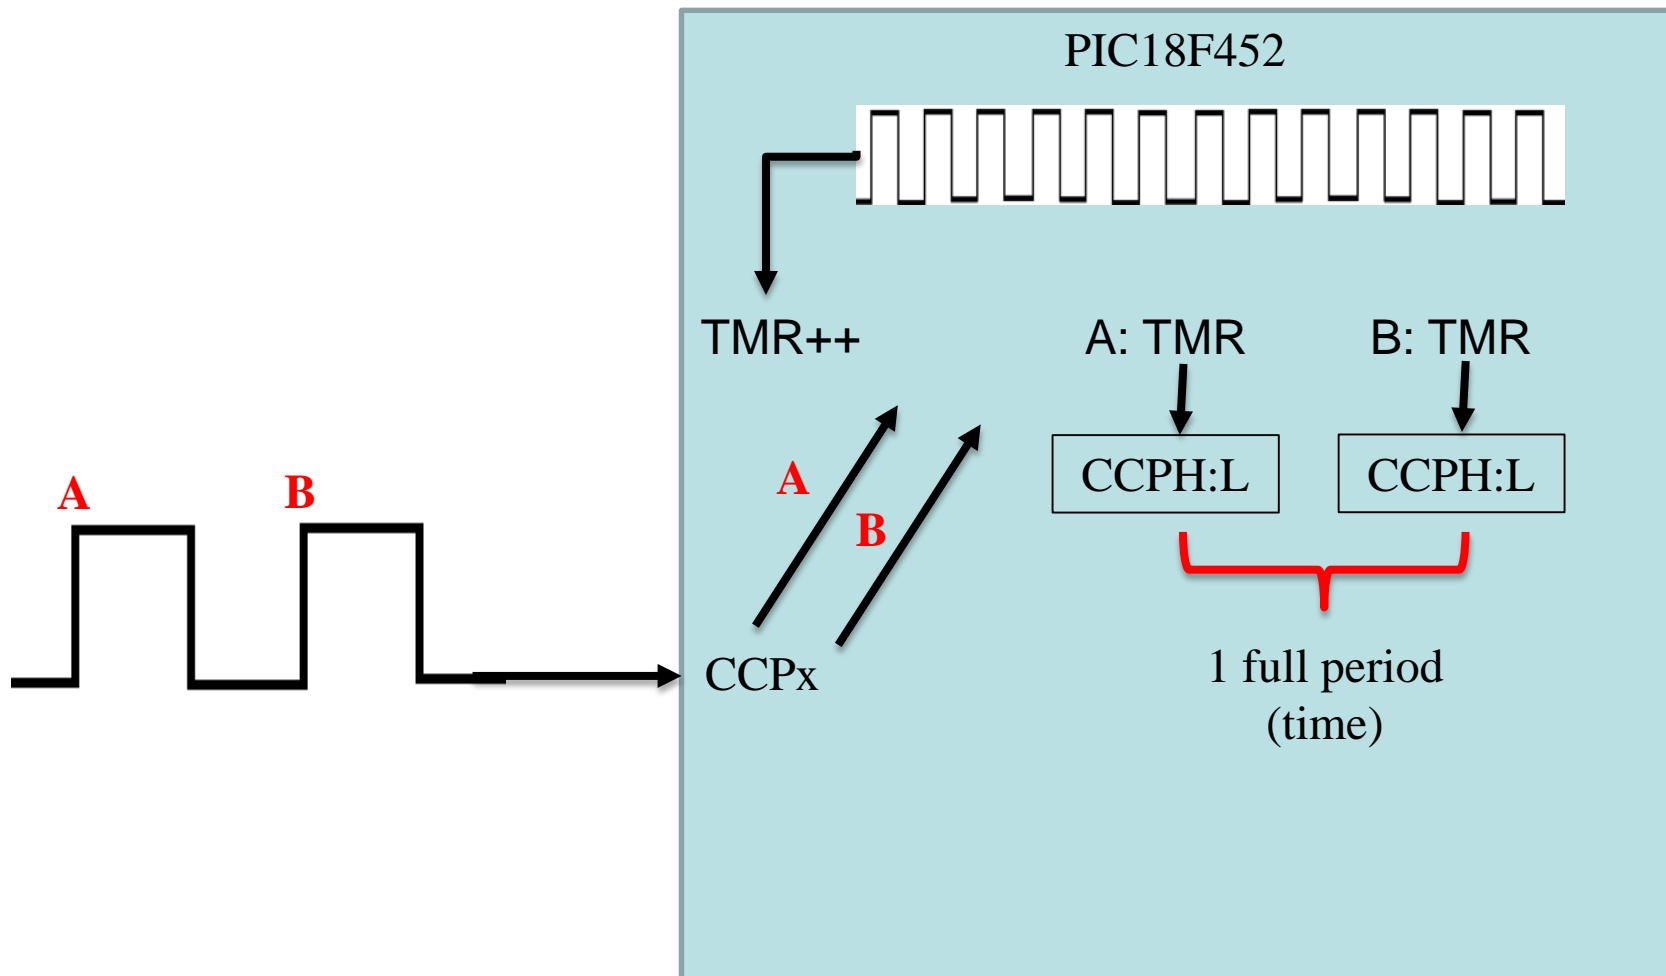 PIC18F452
TMR++
A: TMR
B: TMR
CCPH:L
CCPH:L
A
B
A
B
CCPx
1 full period
(time)